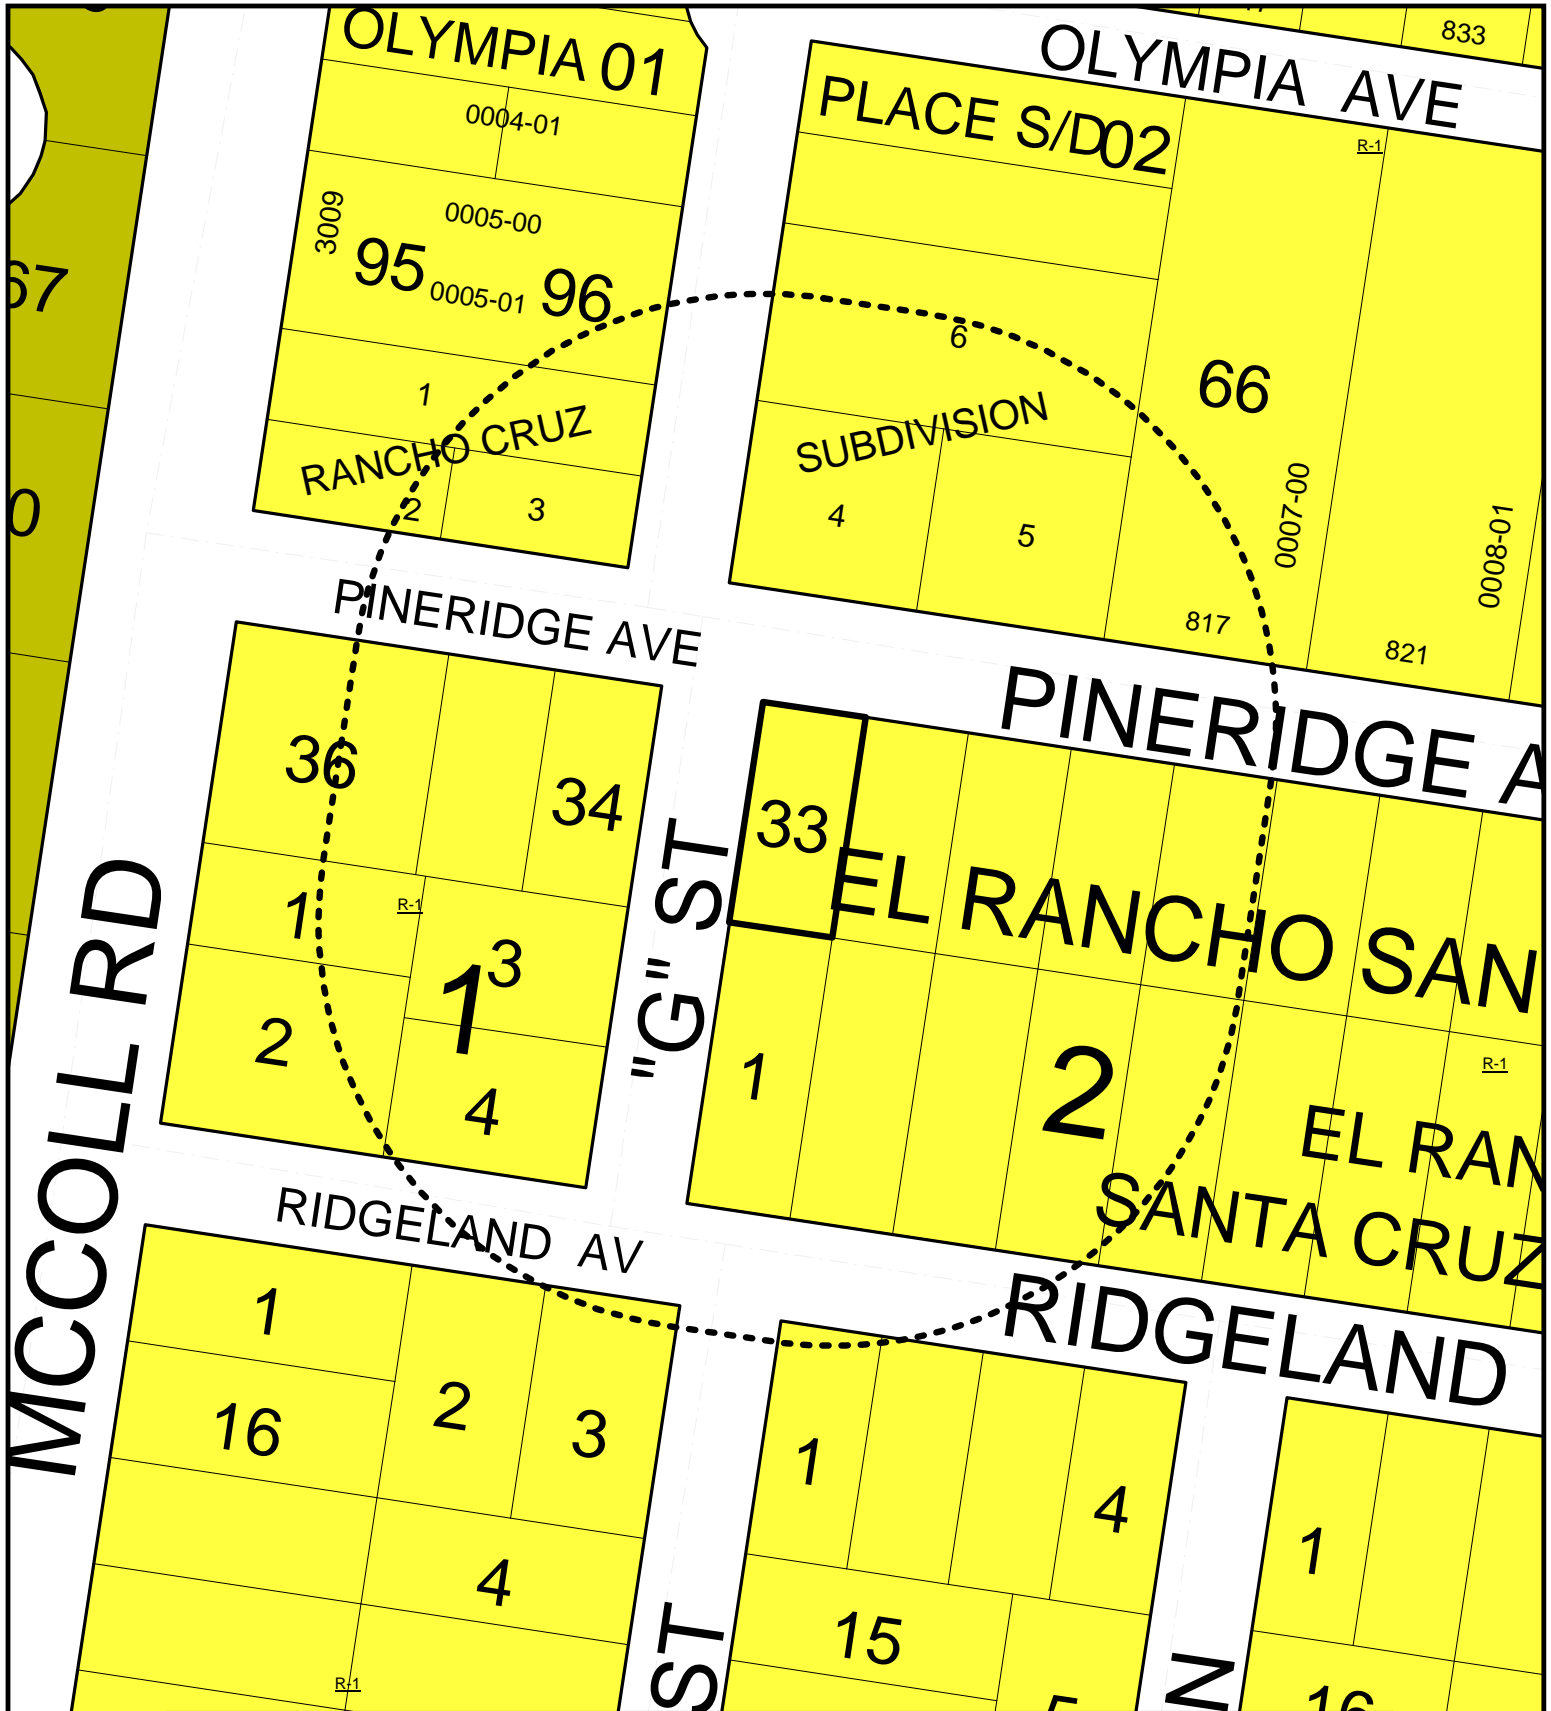 833
OLYMPIA 01
OLYMPIA AVE
0004-01
PLACE S/D 02
R-1
3009
0005-00
95
0005-01
96
67
6
66
1
RANCHO CRUZ
SUBDIVISION
2
3
4
5
0007-00
0008-01
0
817
821
PINERIDGE AVE
PINERIDGE A
36
34
33
"G" ST
EL RANCHO SAN
1
R-1
3
1
2
4
1
2
R-1
EL RAN
SANTA CRUZ
MCCOLL RD
RIDGELAND AV
RIDGELAND
1
2
3
16
1
4
1
4
15
ST
N
R-1
5
16